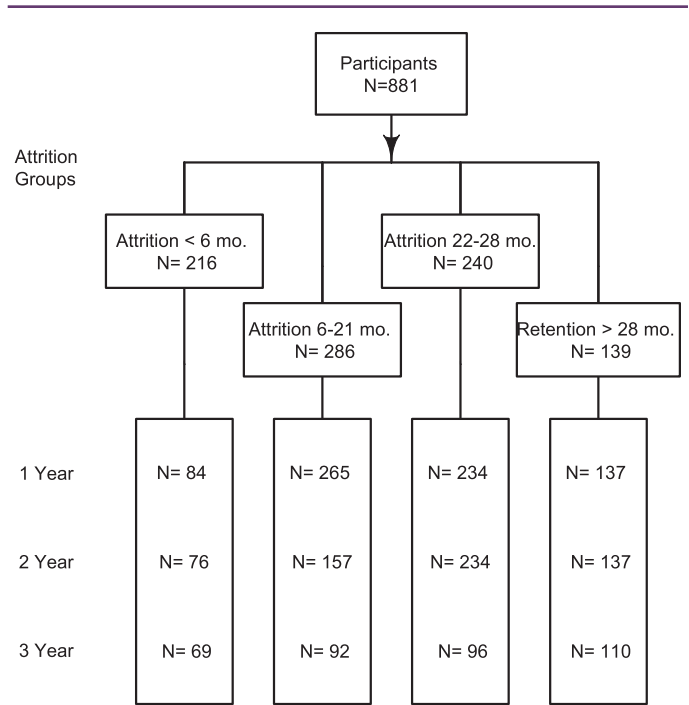 Participants
N=881
Attrition
Groups
Attrition < 6 mo.
N= 216
Attrition 22-28 mo.
N= 240
Attrition 6-21 mo.
N= 286
Retention > 28 mo.
N= 139
1 Year N= 84 N= 265 N= 234 N= 137
2 Year N= 76 N= 157 N= 234 N= 137
3 Year N= 69 N= 92 N= 96 N= 110